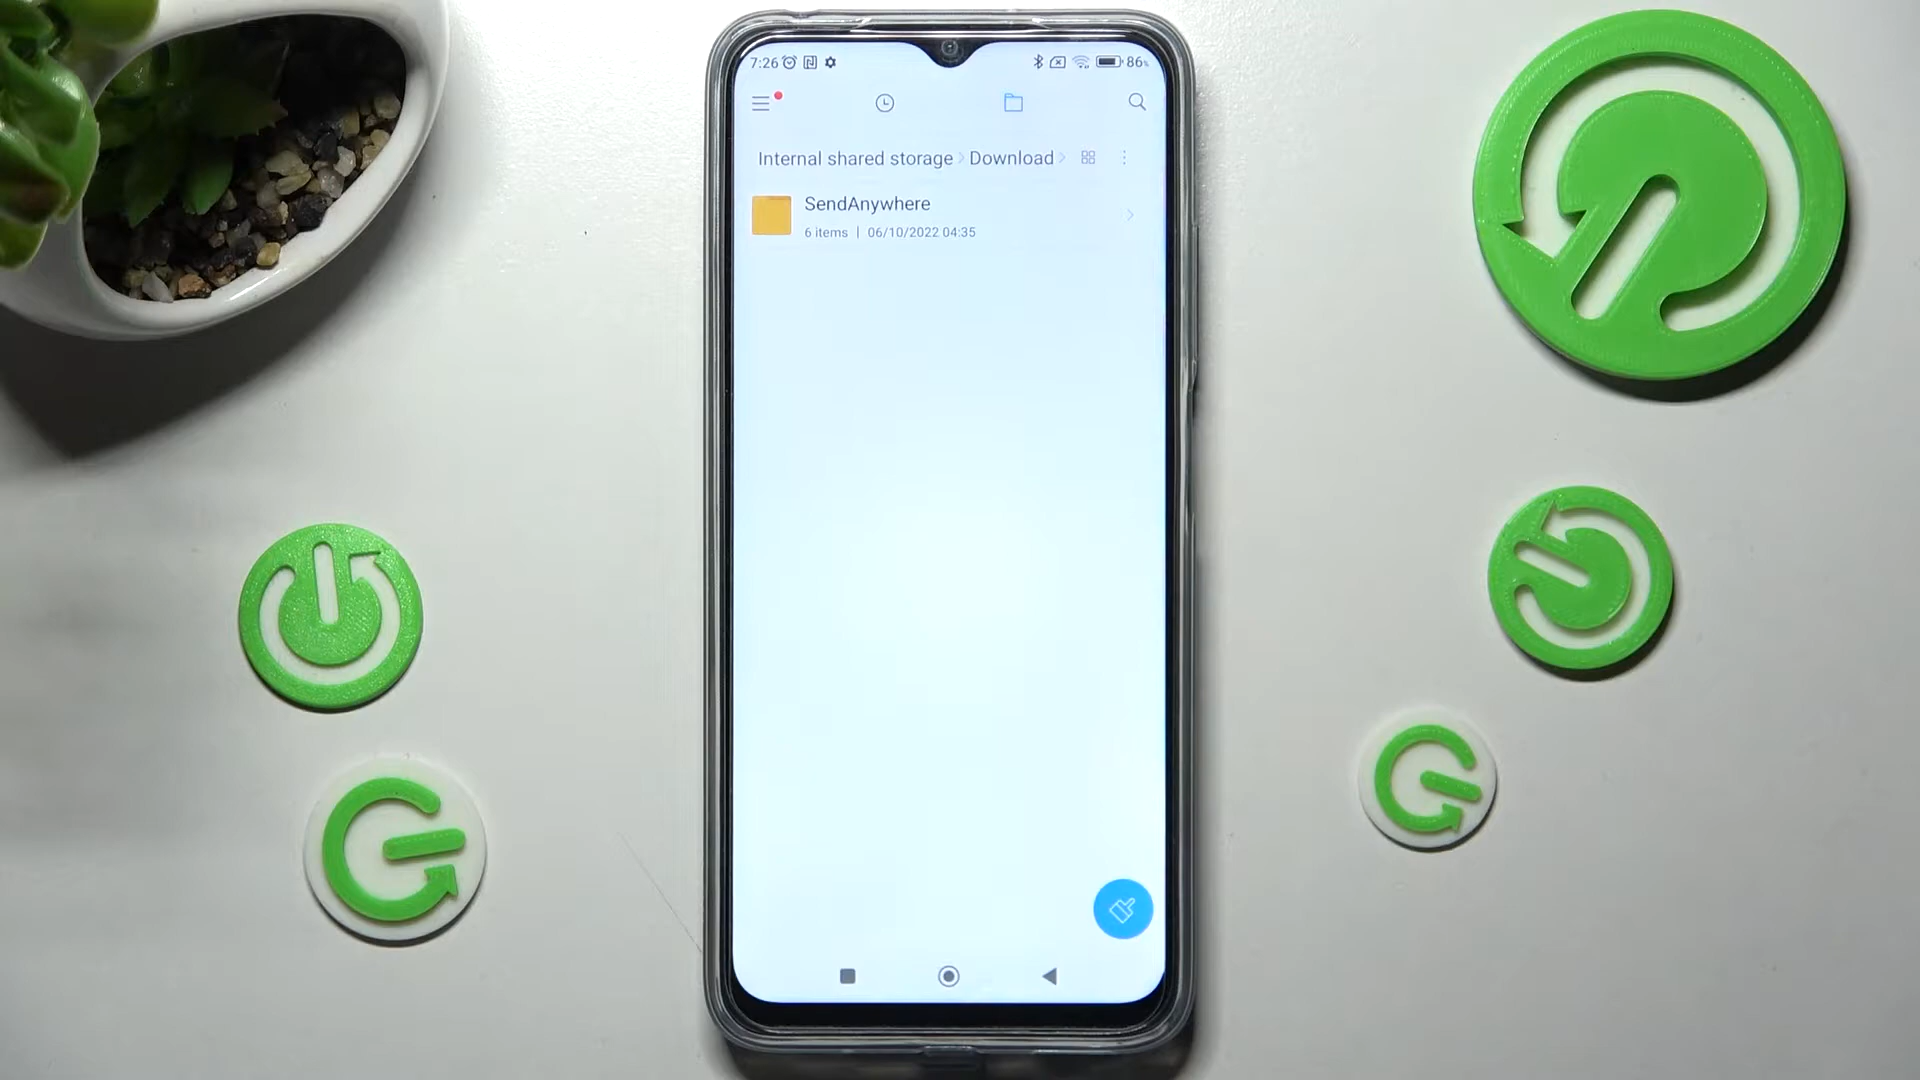 7:26 86%
Internal shared storage Download
SendAnywhere
6 items | 06/10/2022 04:35